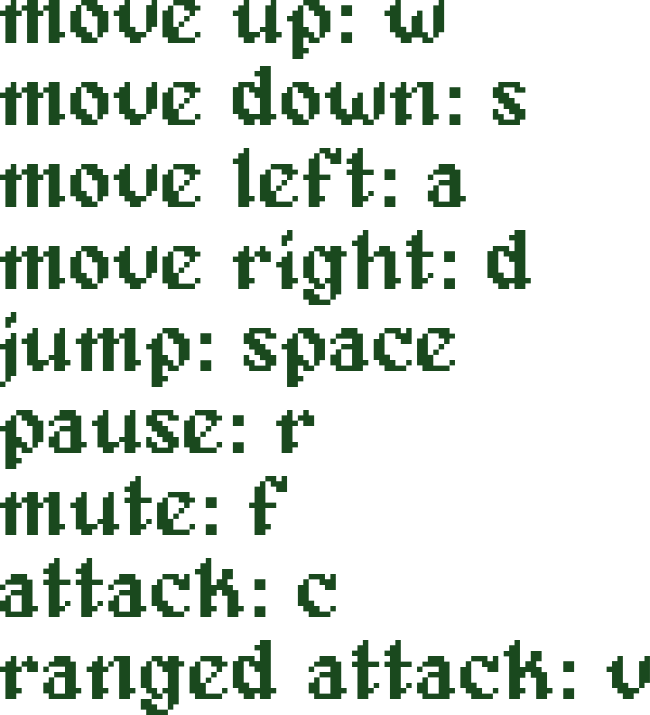 move up: w
move down: s
move left: a
move right: d
jump: space
pause: r
mute: f
attack: c
ranged attack: v